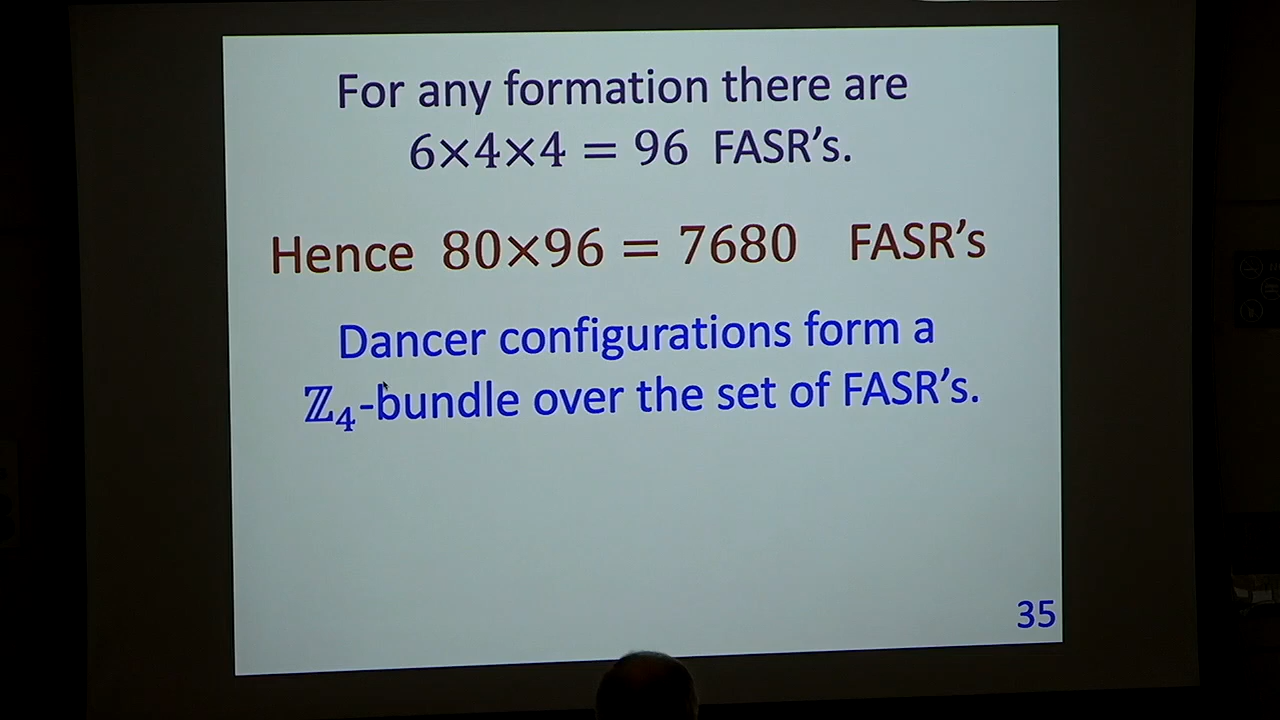 For any formation there are
6×4×4 = 96 FASR's.
Hence 80×96 = 7680 FASR's
Dancer configurations form a
ℤ₄-bundle over the set of FASR's.
35